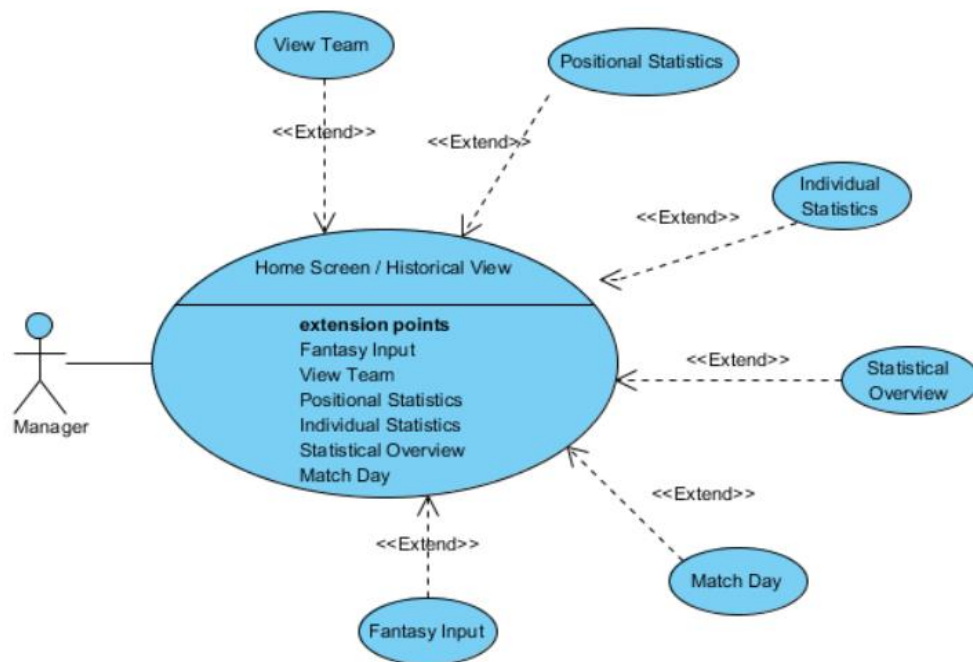 View Team
Positional Statistics
<<Extend>>
<<Extend>>
Individual
Statistics
<<Extend>>
Home Screen / Historical View
extension points
Fantasy Input
View Team
Positional Statistics
Individual Statistics
Statistical Overview
Match Day
Manager
<<Extend>>
Statistical
Overview
<<Extend>>
Match Day
<<Extend>>
Fantasy Input